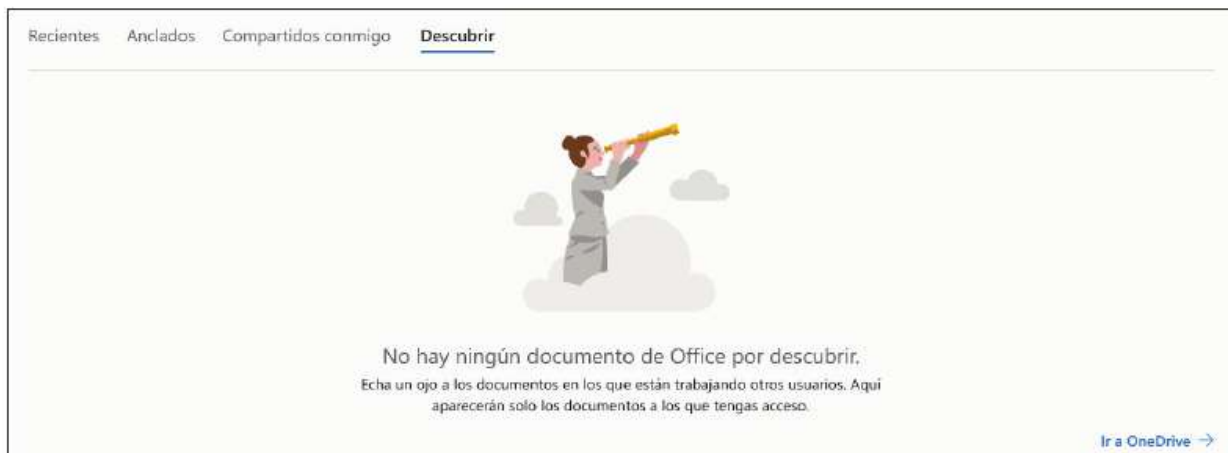 Recientes Anclados Compartidos conmigo Descubrir
No hay ningún documento de Office por descubrir.
Echa un ojo a los documentos en los que están trabajando otros usuarios. Aquí
aparecerán solo los documentos a los que tengas acceso.
Ir a OneDrive →